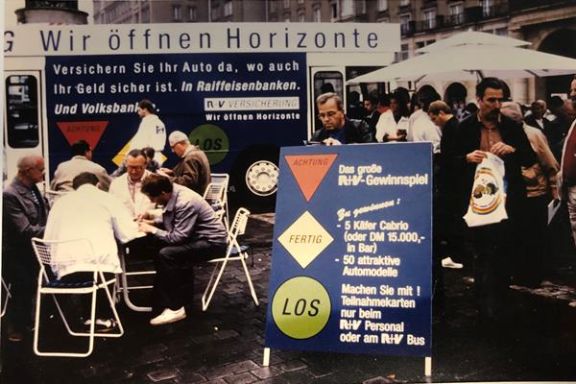 G Wir öffnen Horizonte
Versichern Sie Ihr Auto da, wo auch
Ihr Geld sicher ist. In Raiffeisenbanken.
Und Volksbanken.
R+V VERSICHERUNG
Wir öffnen Horizonte
ACHTUNG
FERTIG
LOS
ACHTUNG
FERTIG
LOS
Das große
R+V-Gewinnspiel
Zu gewinnen:
- 5 Käfer Cabrio
(oder DM 15.000,-
in Bar)
- 50 attraktive
Automodelle
Machen Sie mit!
Teilnahmekarten
nur beim
R+V Personal
oder am R+V Bus